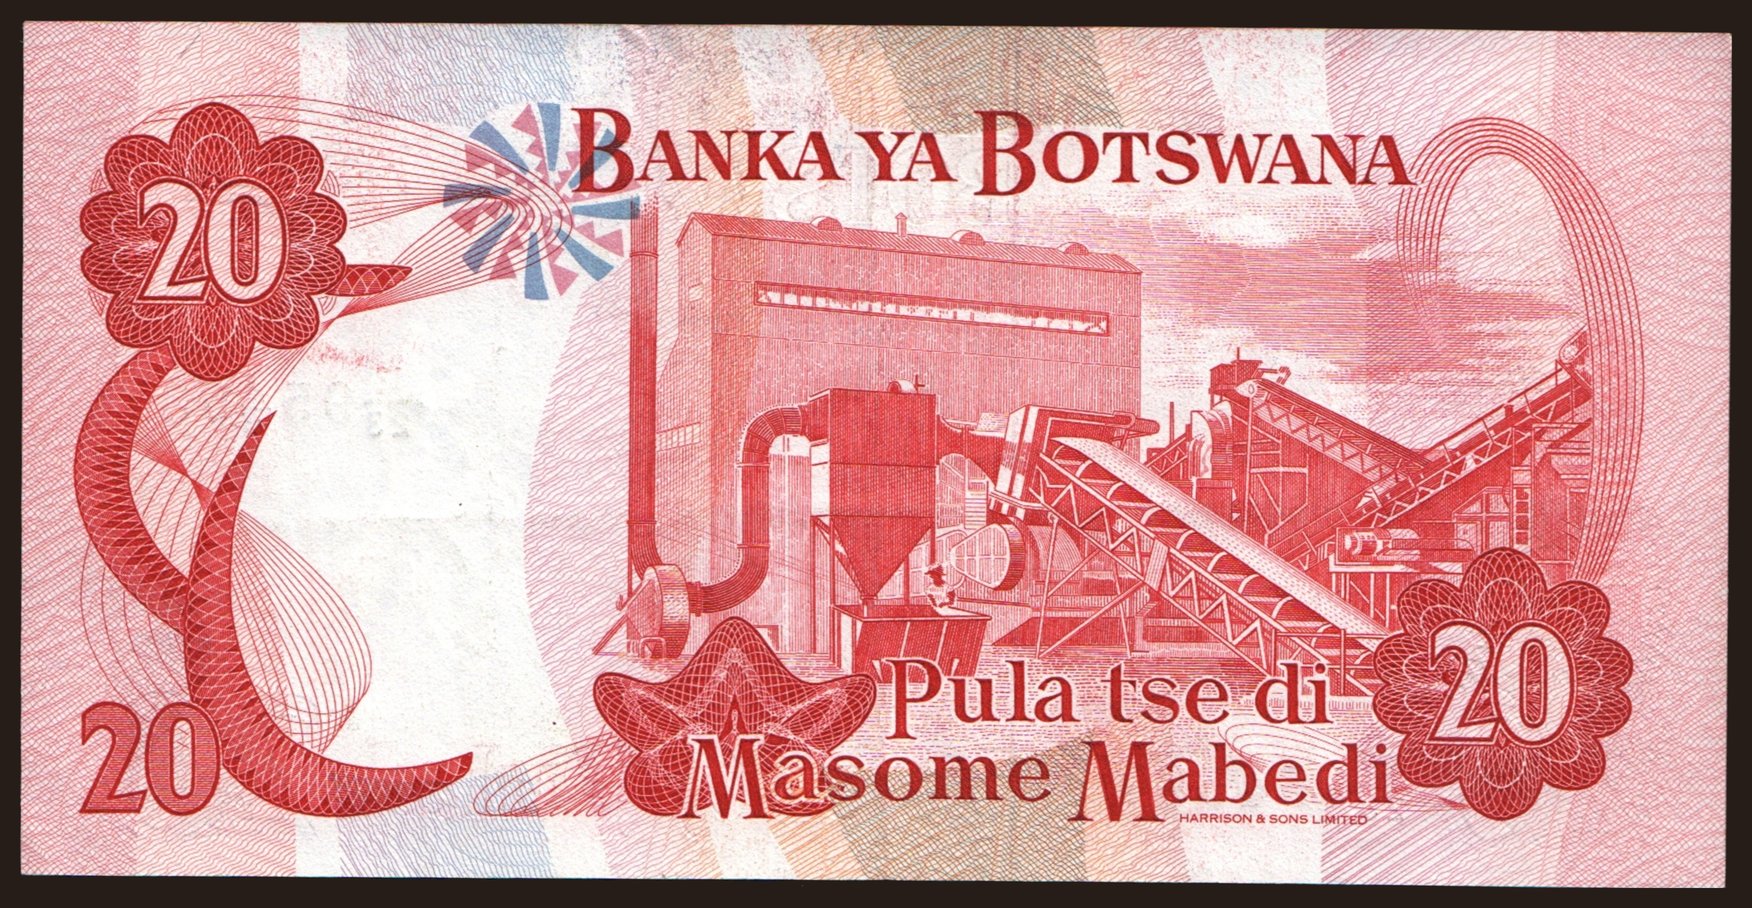 BANKA YA BOTSWANA
20
20
20
Pula tse di
Masome Mabedi
HARRISON & SONS LIMITED